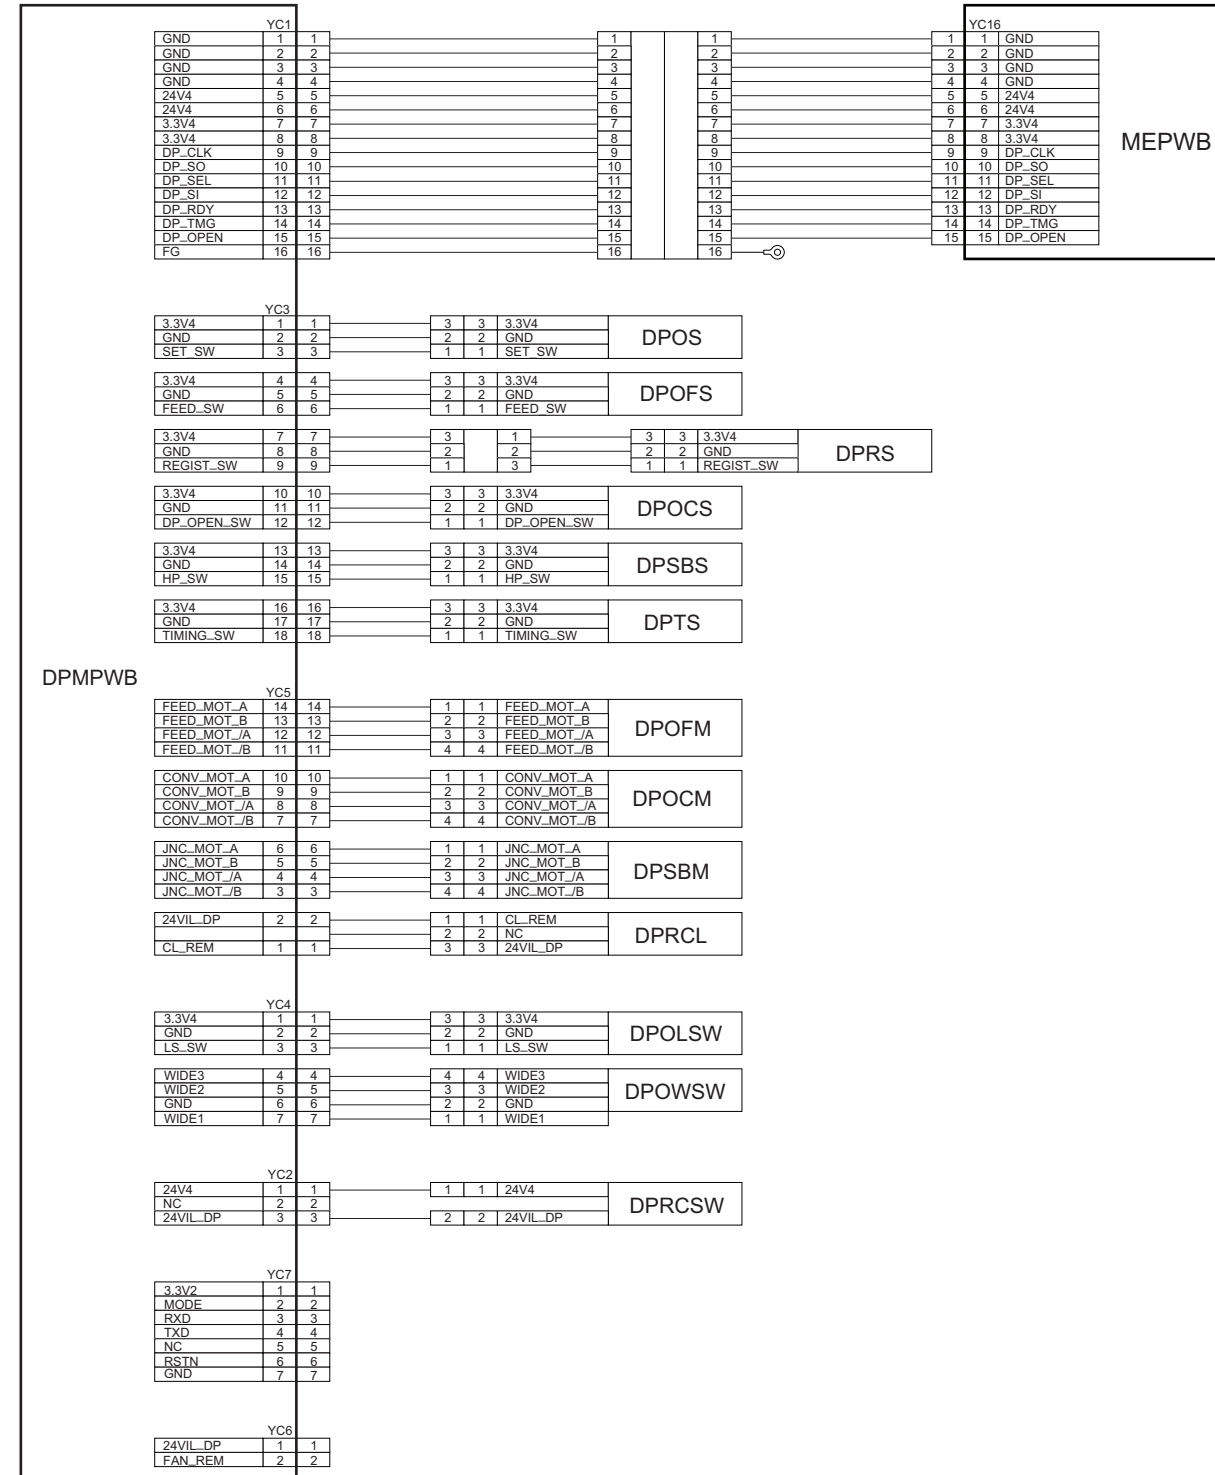 YC1 YC16
GND 1 1 1 1 1 1 GND
GND 2 2 2 2 2 2 GND
GND 3 3 3 3 3 3 GND
GND 4 4 4 4 4 4 GND
24V4 5 5 5 5 5 5 24V4
24V4 6 6 6 6 6 6 24V4
3.3V4 7 7 7 7 7 7 3.3V4
3.3V4 8 8 8 8 8 8 3.3V4
MEPWB
DP_CLK 9 9 9 9 9 9 DP_CLK
DP_SO 10 10 10 10 10 10 DP_SO
DP_SEL 11 11 11 11 11 11 DP_SEL
DP_SI 12 12 12 12 12 12 DP_SI
DP_RDY 13 13 13 13 13 13 DP_RDY
DP_TMG 14 14 14 14 14 14 DP_TMG
DP_OPEN 15 15 15 15 15 15 DP_OPEN
FG 16 16 16 16
YC3
3.3V4 1 1 3 3 3.3V4
GND 2 2 2 2 GND DPOS
SET_SW 3 3 1 1 SET_SW
3.3V4 4 4 3 3 3.3V4
GND 5 5 2 2 GND DPOFS
FEED_SW 6 6 1 1 FEED SW
3.3V4 7 7 3 1 3 3 3.3V4
GND 8 8 2 2 2 2 GND DPRS
REGIST_SW 9 9 1 3 1 1 REGIST_SW
3.3V4 10 10 3 3 3.3V4
GND 11 11 2 2 GND DPOCS
DP_OPEN_SW 12 12 1 1 DP_OPEN_SW
3.3V4 13 13 3 3 3.3V4
GND 14 14 2 2 GND DPSBS
HP_SW 15 15 1 1 HP_SW
3.3V4 16 16 3 3 3.3V4
GND 17 17 2 2 GND DPTS
TIMING_SW 18 18 1 1 TIMING_SW
DPMPWB
YC5
FEED_MOT_A 14 14 1 1 FEED_MOT_A
FEED_MOT_B 13 13 2 2 FEED_MOT_B
DPOFM
FEED_MOT_/A 12 12 3 3 FEED_MOT_/A
FEED_MOT_/B 11 11 4 4 FEED_MOT_/B
CONV_MOT_A 10 10 1 1 CONV_MOT_A
CONV_MOT_B 9 9 2 2 CONV_MOT_B
DPOCM
CONV_MOT_/A 8 8 3 3 CONV_MOT_/A
CONV_MOT_/B 7 7 4 4 CONV_MOT_/B
JNC_MOT_A 6 6 1 1 JNC_MOT_A
JNC_MOT_B 5 5 2 2 JNC_MOT_B
DPSBM
JNC_MOT_/A 4 4 3 3 JNC_MOT_/A
JNC_MOT_/B 3 3 4 4 JNC_MOT_/B
24VIL_DP 2 2 1 1 CL_REM
2 2 NC DPRCL
CL_REM 1 1 3 3 24VIL_DP
YC4
3.3V4 1 1 3 3 3.3V4
GND 2 2 2 2 GND DPOLSW
LS_SW 3 3 1 1 LS_SW
WIDE3 4 4 4 4 WIDE3
WIDE2 5 5 3 3 WIDE2 DPOWSW
GND 6 6 2 2 GND
WIDE1 7 7 1 1 WIDE1
YC2
24V4 1 1 1 1 24V4
NC 2 2 DPRCSW
24VIL_DP 3 3 2 2 24VIL_DP
YC7
3.3V2 1 1
MODE 2 2
RXD 3 3
TXD 4 4
NC 5 5
RSTN 6 6
GND 7 7
YC6
24VIL_DP 1 1
FAN_REM 2 2